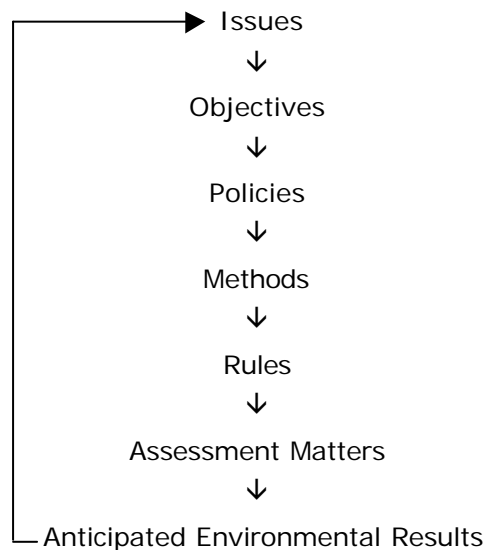 Issues
Objectives
Policies
Methods
Rules
Assessment Matters
Anticipated Environmental Results